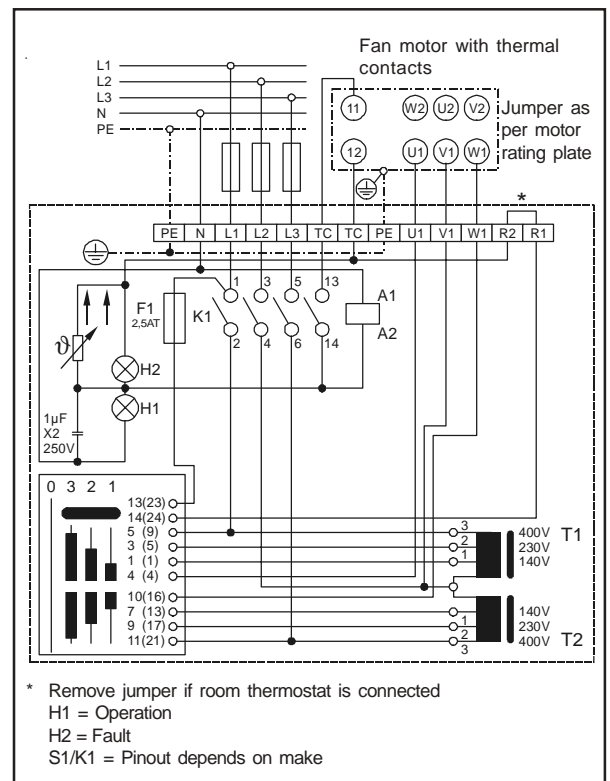 Fan motor with thermal
contacts
L1
L2
L3
N
PE
11 W2 U2 V2
12 U1 V1 W1
Jumper as
per motor
rating plate
*
PE N L1 L2 L3 TC TC PE U1 V1 W1 R2 R1
1 3 5 13
F1
2,5AT
K1
A1
A2
2 4 6 14
ϑ
H2
H1
1µF
X2
250V
0 3 2 1
13(23)
14(24)
5 (9)
3 (5)
1 (1)
4 (4)
10(16)
7 (13)
9 (17)
11(21)
3 400V T1
2 230V
1 140V
140V
1 230V
2 400V T2
3
* Remove jumper if room thermostat is connected
H1 = Operation
H2 = Fault
S1/K1 = Pinout depends on make